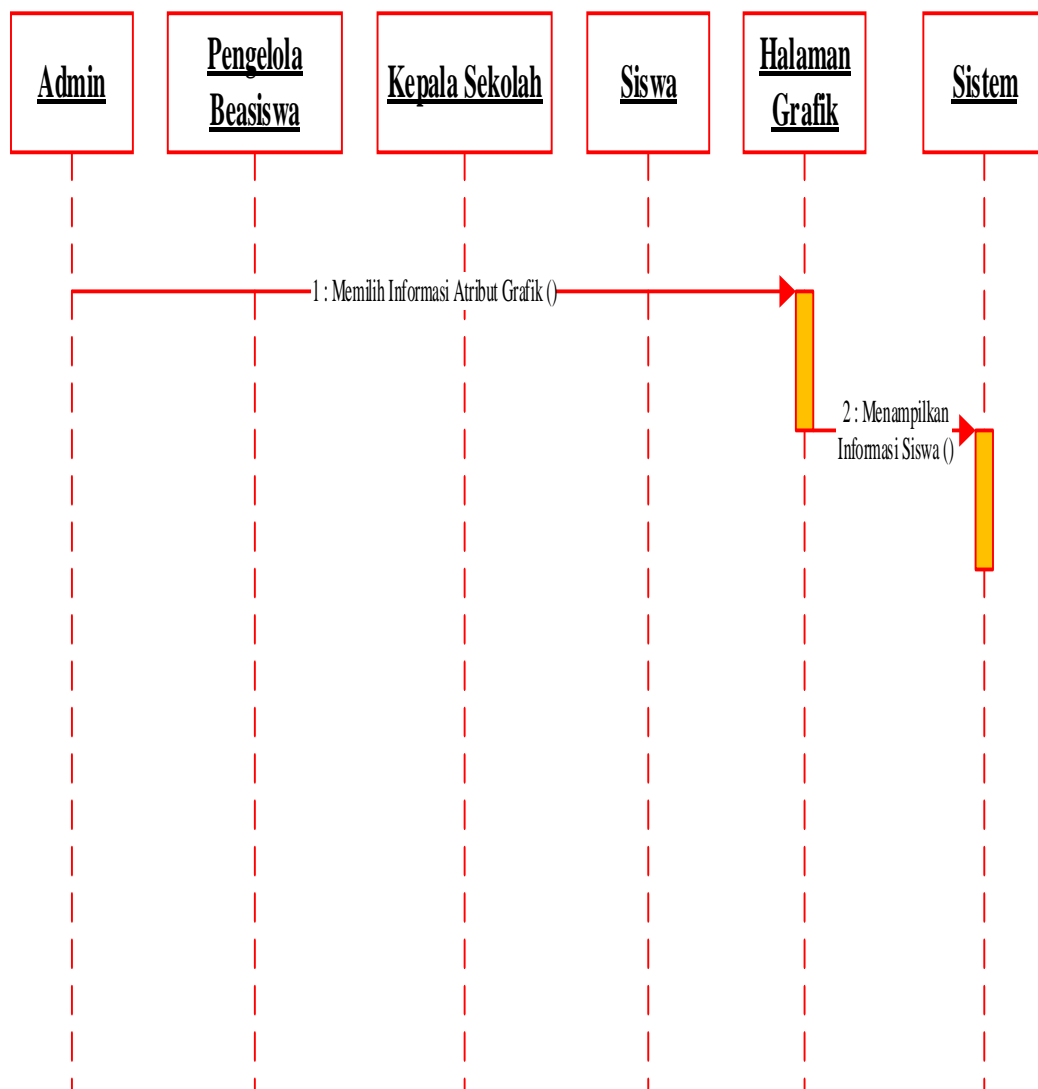 Admin
Pengelola
Beasiswa
Kepala Sekolah
Siswa
Halaman
Grafik
Sistem
1 : Memilih Informasi Atribut Grafik ()
2 : Menampilkan
Informasi Siswa ()